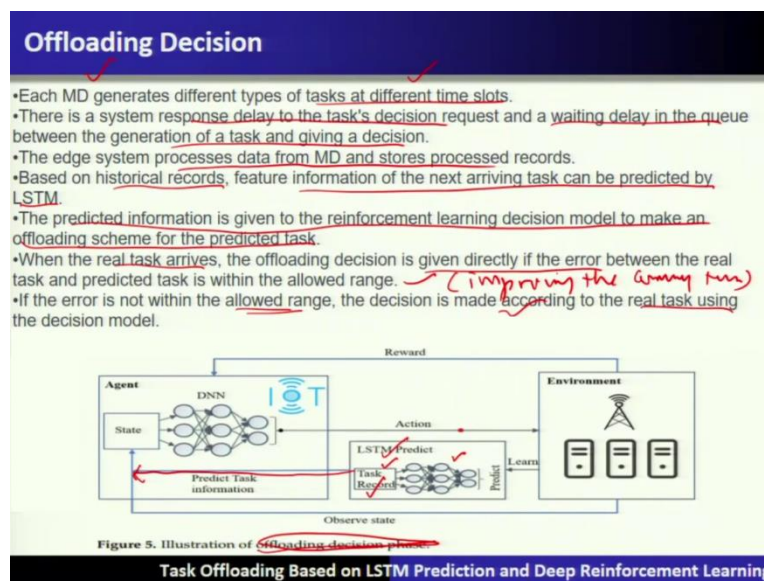 Offloading Decision
•Each MD generates different types of tasks at different time slots.
•There is a system response delay to the task's decision request and a waiting delay in the queue
between the generation of a task and giving a decision.
•The edge system processes data from MD and stores processed records.
•Based on historical records, feature information of the next arriving task can be predicted by
LSTM.
•The predicted information is given to the reinforcement learning decision model to make an
offloading scheme for the predicted task.
•When the real task arrives, the offloading decision is given directly if the error between the real
task and predicted task is within the allowed range. (improving the
•If the error is not within the allowed range, the decision is made according to the real task using
the decision model.
Reward
Agent
Environment
DNN
IOT
State
Action
LSTM Predict
Task
Record
Predict
Learn
Predict Task
information
Observe state
Figure 5. Illustration of offloading decision phase.
Task Offloading Based on LSTM Prediction and Deep Reinforcement Learning